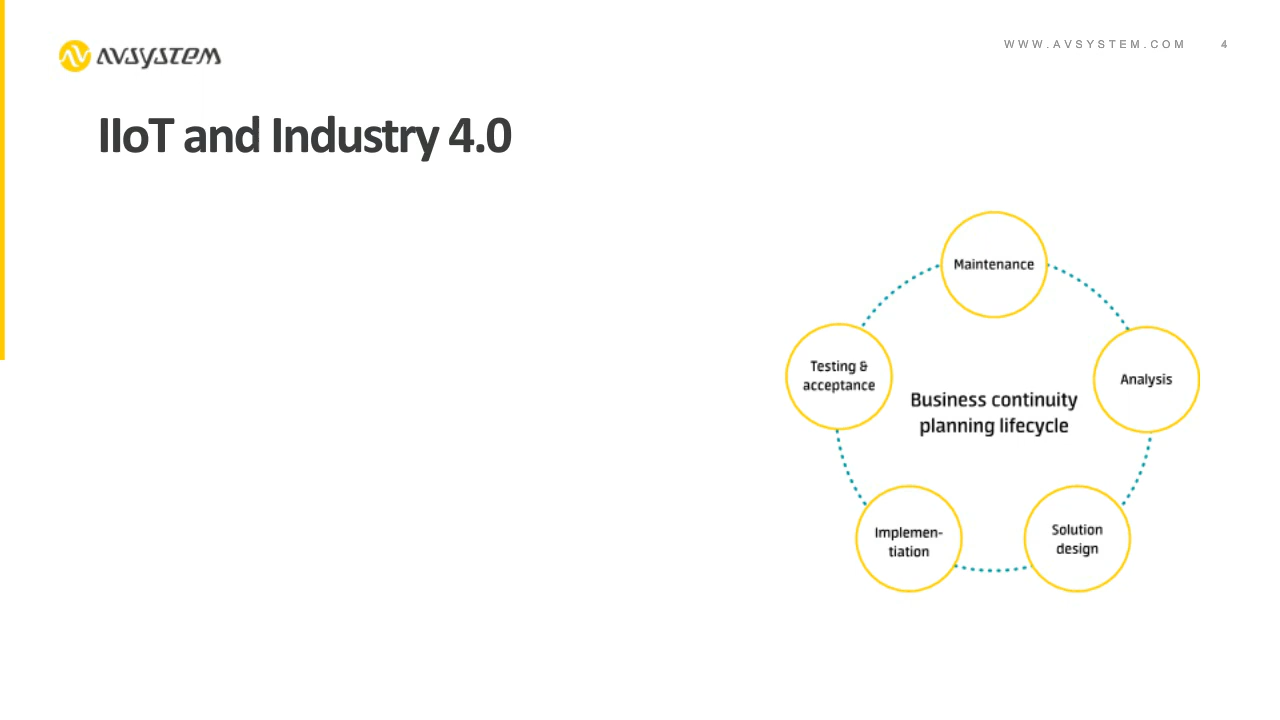 AVSYSTEM
WWW.AVSYSTEM.COM 4
IIoT and Industry 4.0
Maintenance
Testing &
acceptance
Analysis
Business continuity
planning lifecycle
Implemen-
tiation
Solution
design